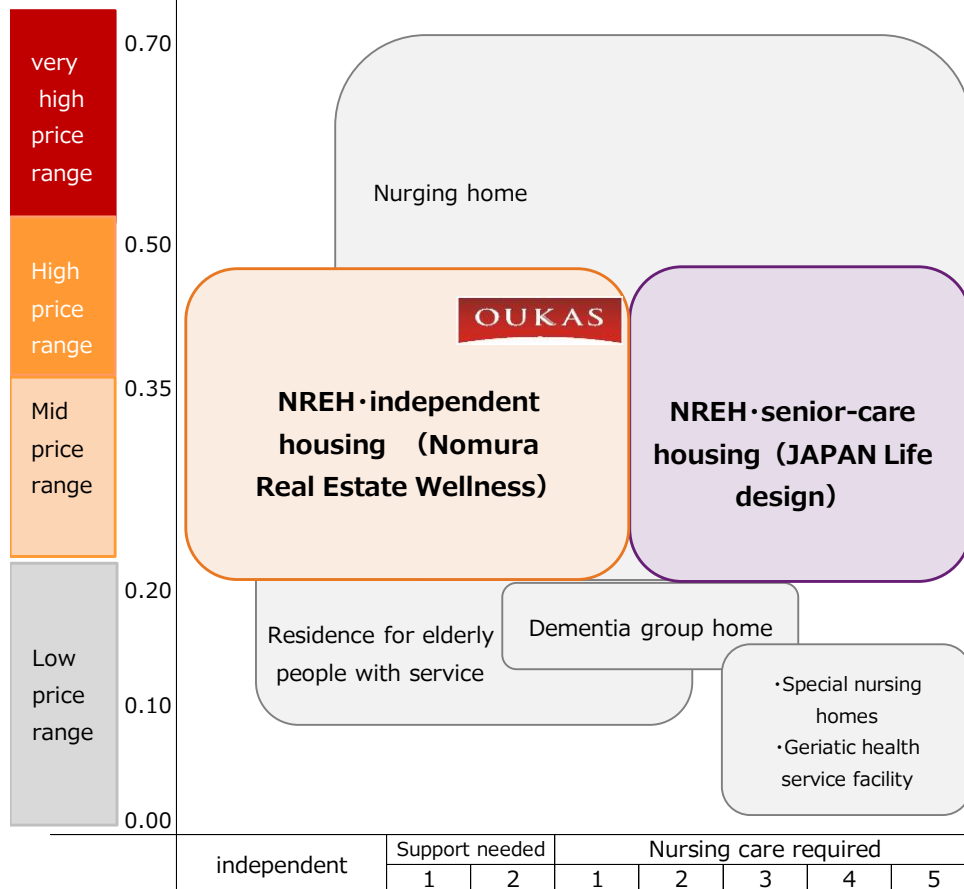 very
high
price
range
High
price
range
Mid
price
range
Low
price
range
0.70
0.50
0.35
0.20
0.10
0.00
Nurging home
OUKAS
NREH・independent
housing （Nomura
Real Estate Wellness）
NREH・senior-care
housing（JAPAN Life
design）
Residence for elderly
people with service
Dementia group home
・Special nursing
homes
・Geriatic health
service facility
independent
Support needed
1 2
Nursing care required
1 2 3 4 5